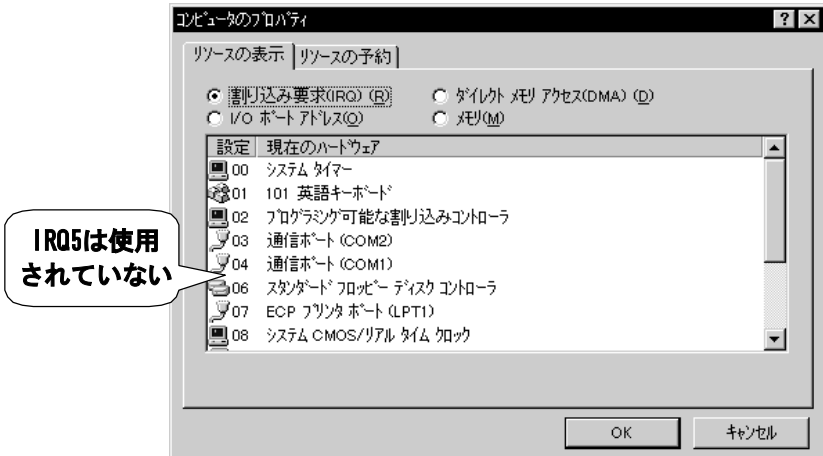 コンピュータのプロパティ
リソースの表示 リソースの予約
割り込み要求(IRQ) (R) ダイレクト メモリ アクセス(DMA) (D)
I/O ポート アドレス(O) メモリ(M)
設定 現在のハードウェア
00 システム タイマー
01 101 英語キーボード
02 プログラミング可能な割り込みコントローラ
03 通信ポート (COM2)
04 通信ポート (COM1)
06 スタンダード フロッピー ディスク コントローラ
07 ECP プリンタ ポート (LPT1)
08 システム CMOS/リアル タイム クロック
IRQ5は使用
されていない
OK キャンセル